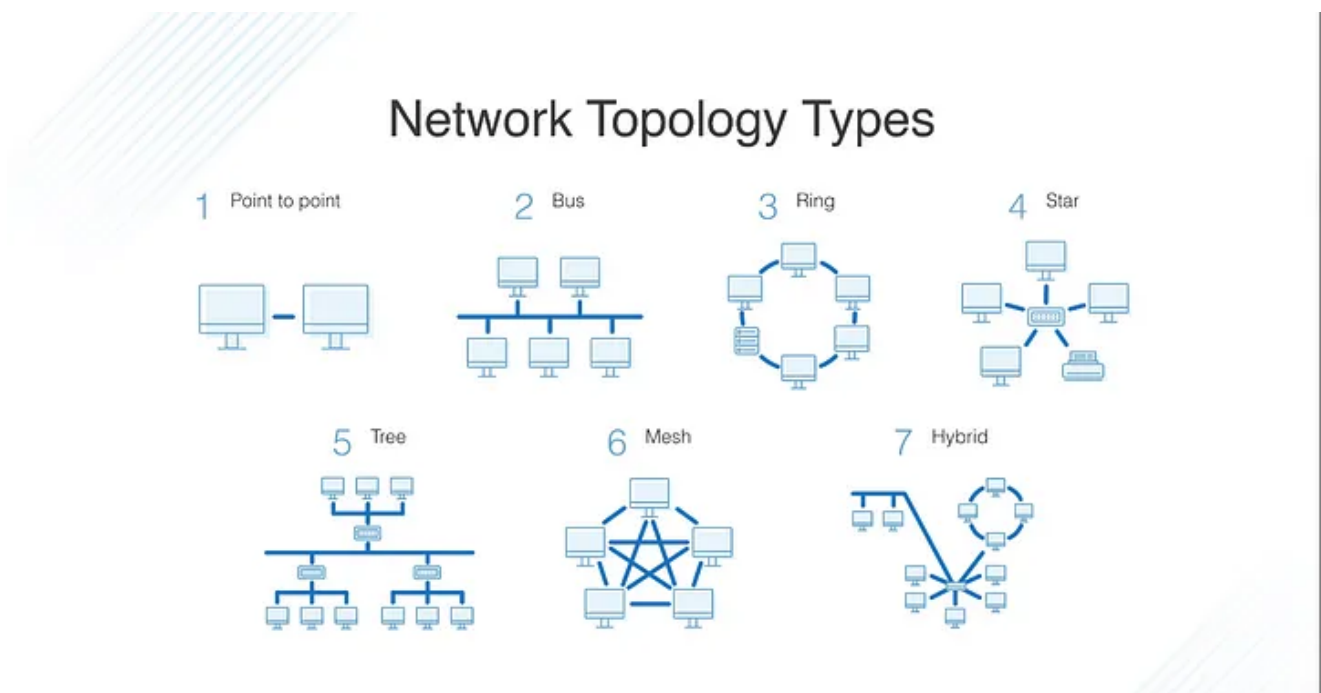 Network Topology Types
1 Point to point
2 Bus
3 Ring
4 Star
5 Tree
6 Mesh
7 Hybrid